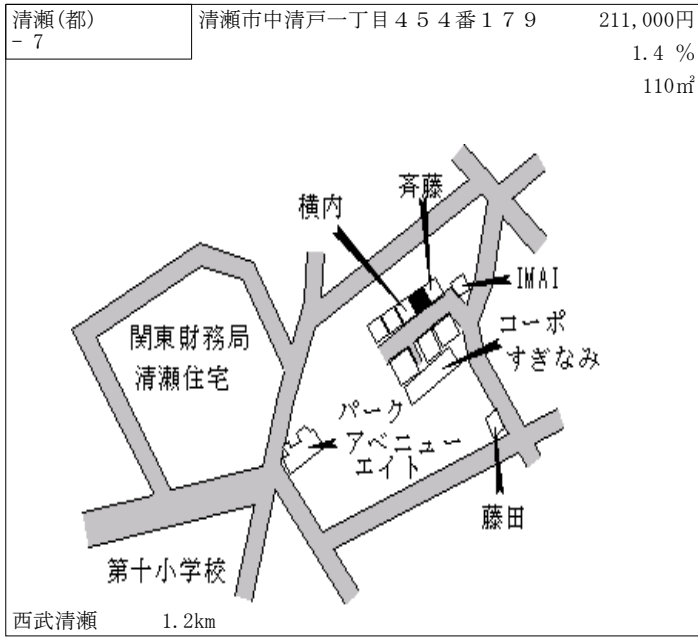 清瀬(都)
- 7
清瀬市中清戸一丁目４５４番１７９
211,000円
1.4 %
110㎡
斉藤
横内
IMAI
コーポ
すぎなみ
関東財務局
清瀬住宅
パーク
アベニュー
エイト
藤田
第十小学校
西武清瀬 1.2km